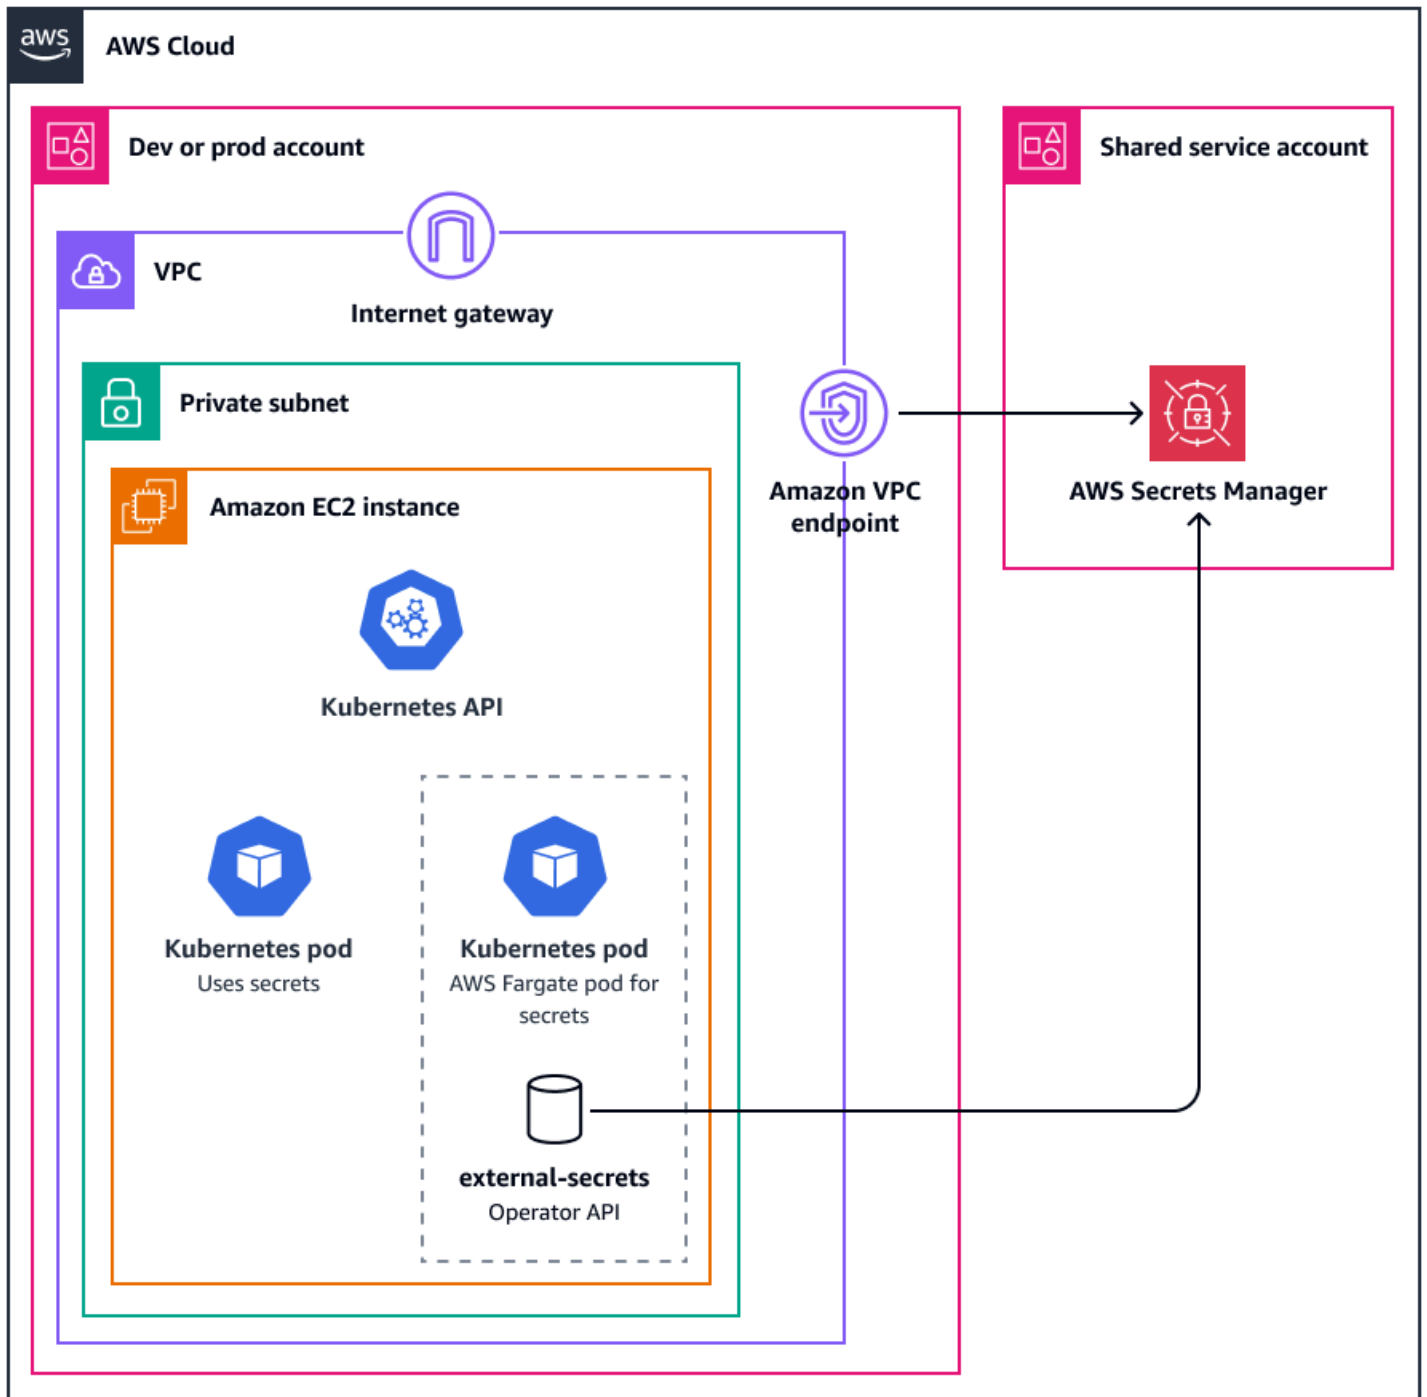 aws
AWS Cloud
Dev or prod account
Shared service account
VPC
Internet gateway
Private subnet
Amazon VPC
endpoint
AWS Secrets Manager
Amazon EC2 instance
Kubernetes API
Kubernetes pod
Uses secrets
Kubernetes pod
AWS Fargate pod for
secrets
external-secrets
Operator API